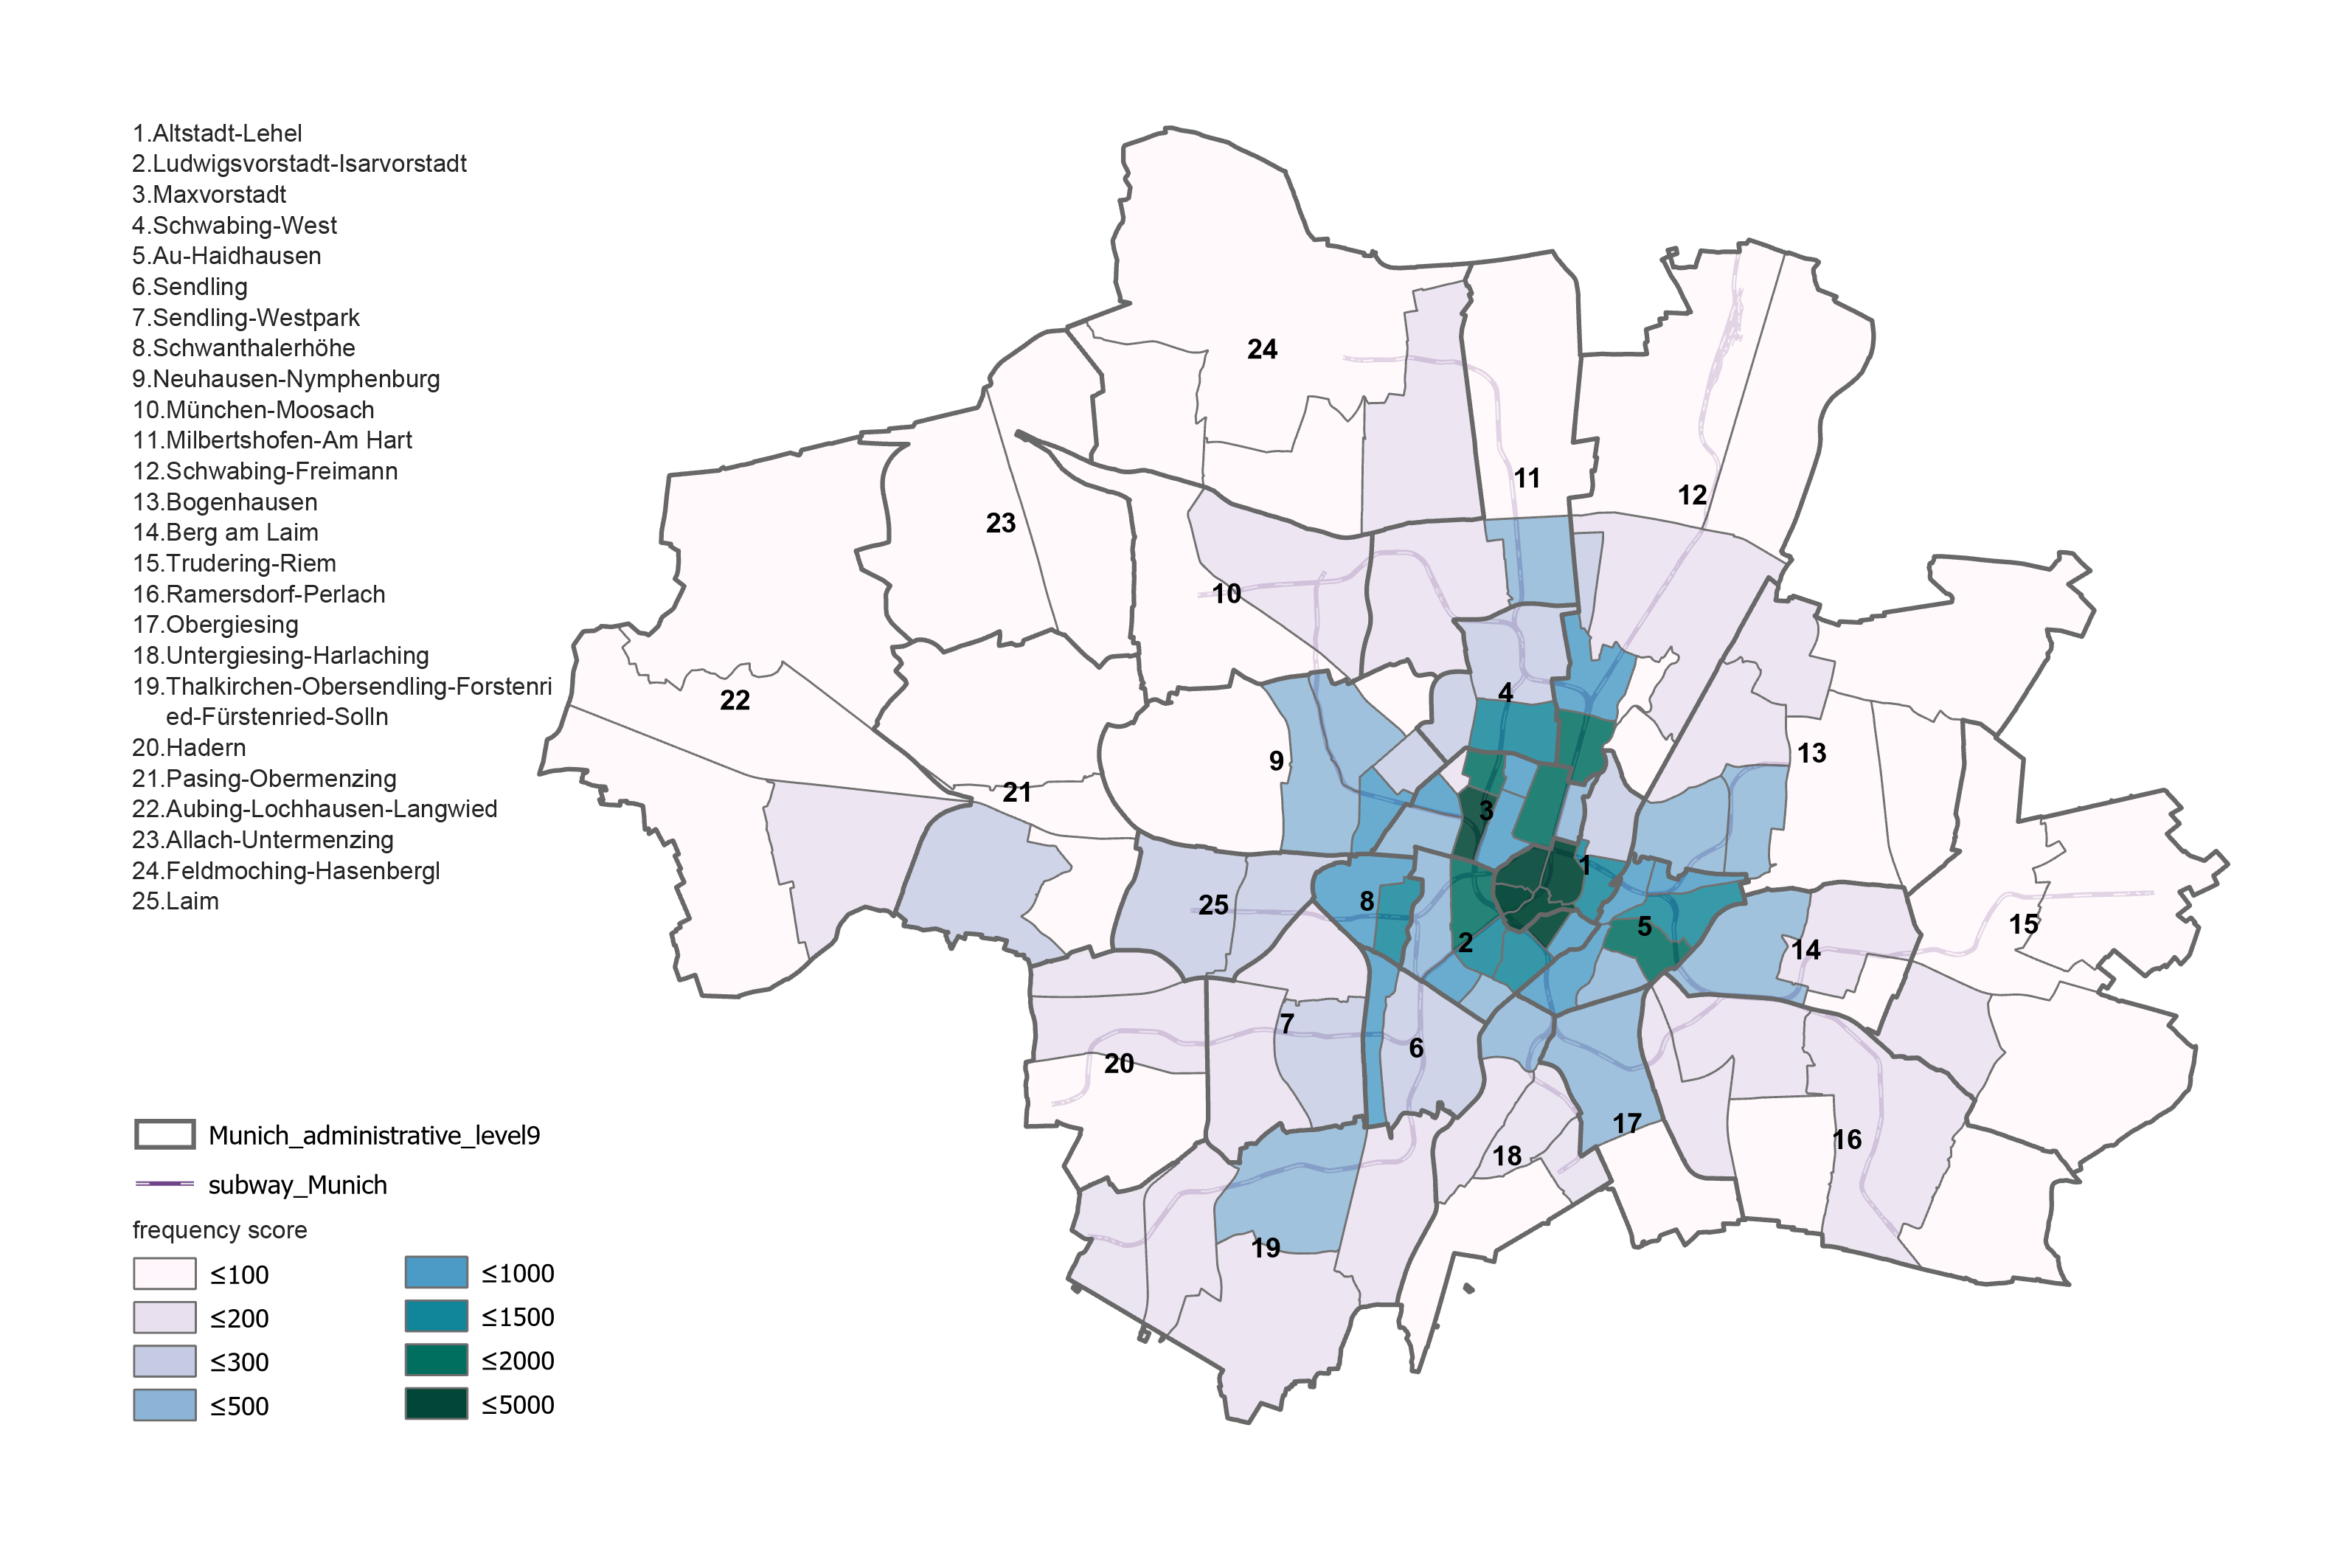 1.Altstadt-Lehel
2.Ludwigsvorstadt-Isarvorstadt
3.Maxvorstadt
4.Schwabing-West
5.Au-Haidhausen
6.Sendling
7.Sendling-Westpark
8.Schwanthalerhöhe
9.Neuhausen-Nymphenburg
10.München-Moosach
11.Milbertshofen-Am Hart
12.Schwabing-Freimann
13.Bogenhausen
14.Berg am Laim
15.Trudering-Riem
16.Ramersdorf-Perlach
17.Obergiesing
18.Untergiesing-Harlaching
19.Thalkirchen-Obersendling-Forstenri
ed-Fürstenried-Solln
20.Hadern
21.Pasing-Obermenzing
22.Aubing-Lochhausen-Langwied
23.Allach-Untermenzing
24.Feldmoching-Hasenbergl
25.Laim
Munich_administrative_level9
subway_Munich
frequency score
≤100
≤200
≤300
≤500
≤1000
≤1500
≤2000
≤5000
24
11
12
23
10
22
4
13
9
21
3
1
25
8
5
15
2
14
7
6
20
17
16
18
19